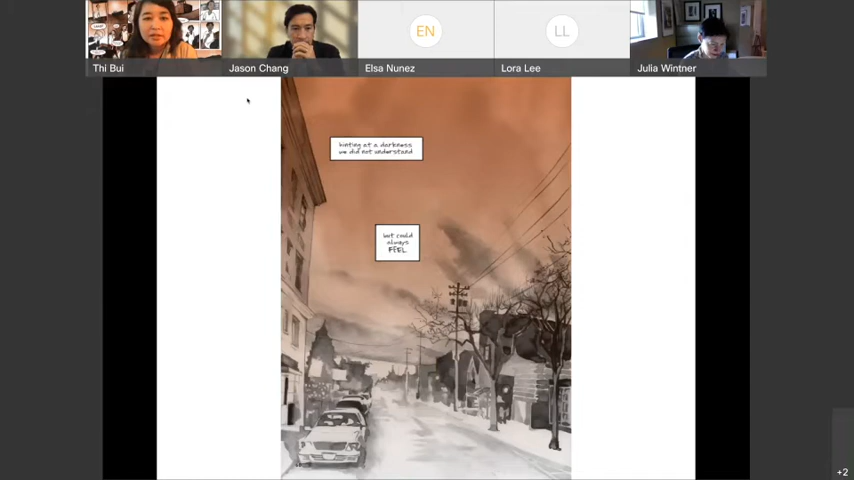 Thi Bui
Jason Chang
EN
Elsa Nunez
LL
Lora Lee
Julia Wintner
hinting at a darkness
we did not understand
but could
always
FEEL
+2